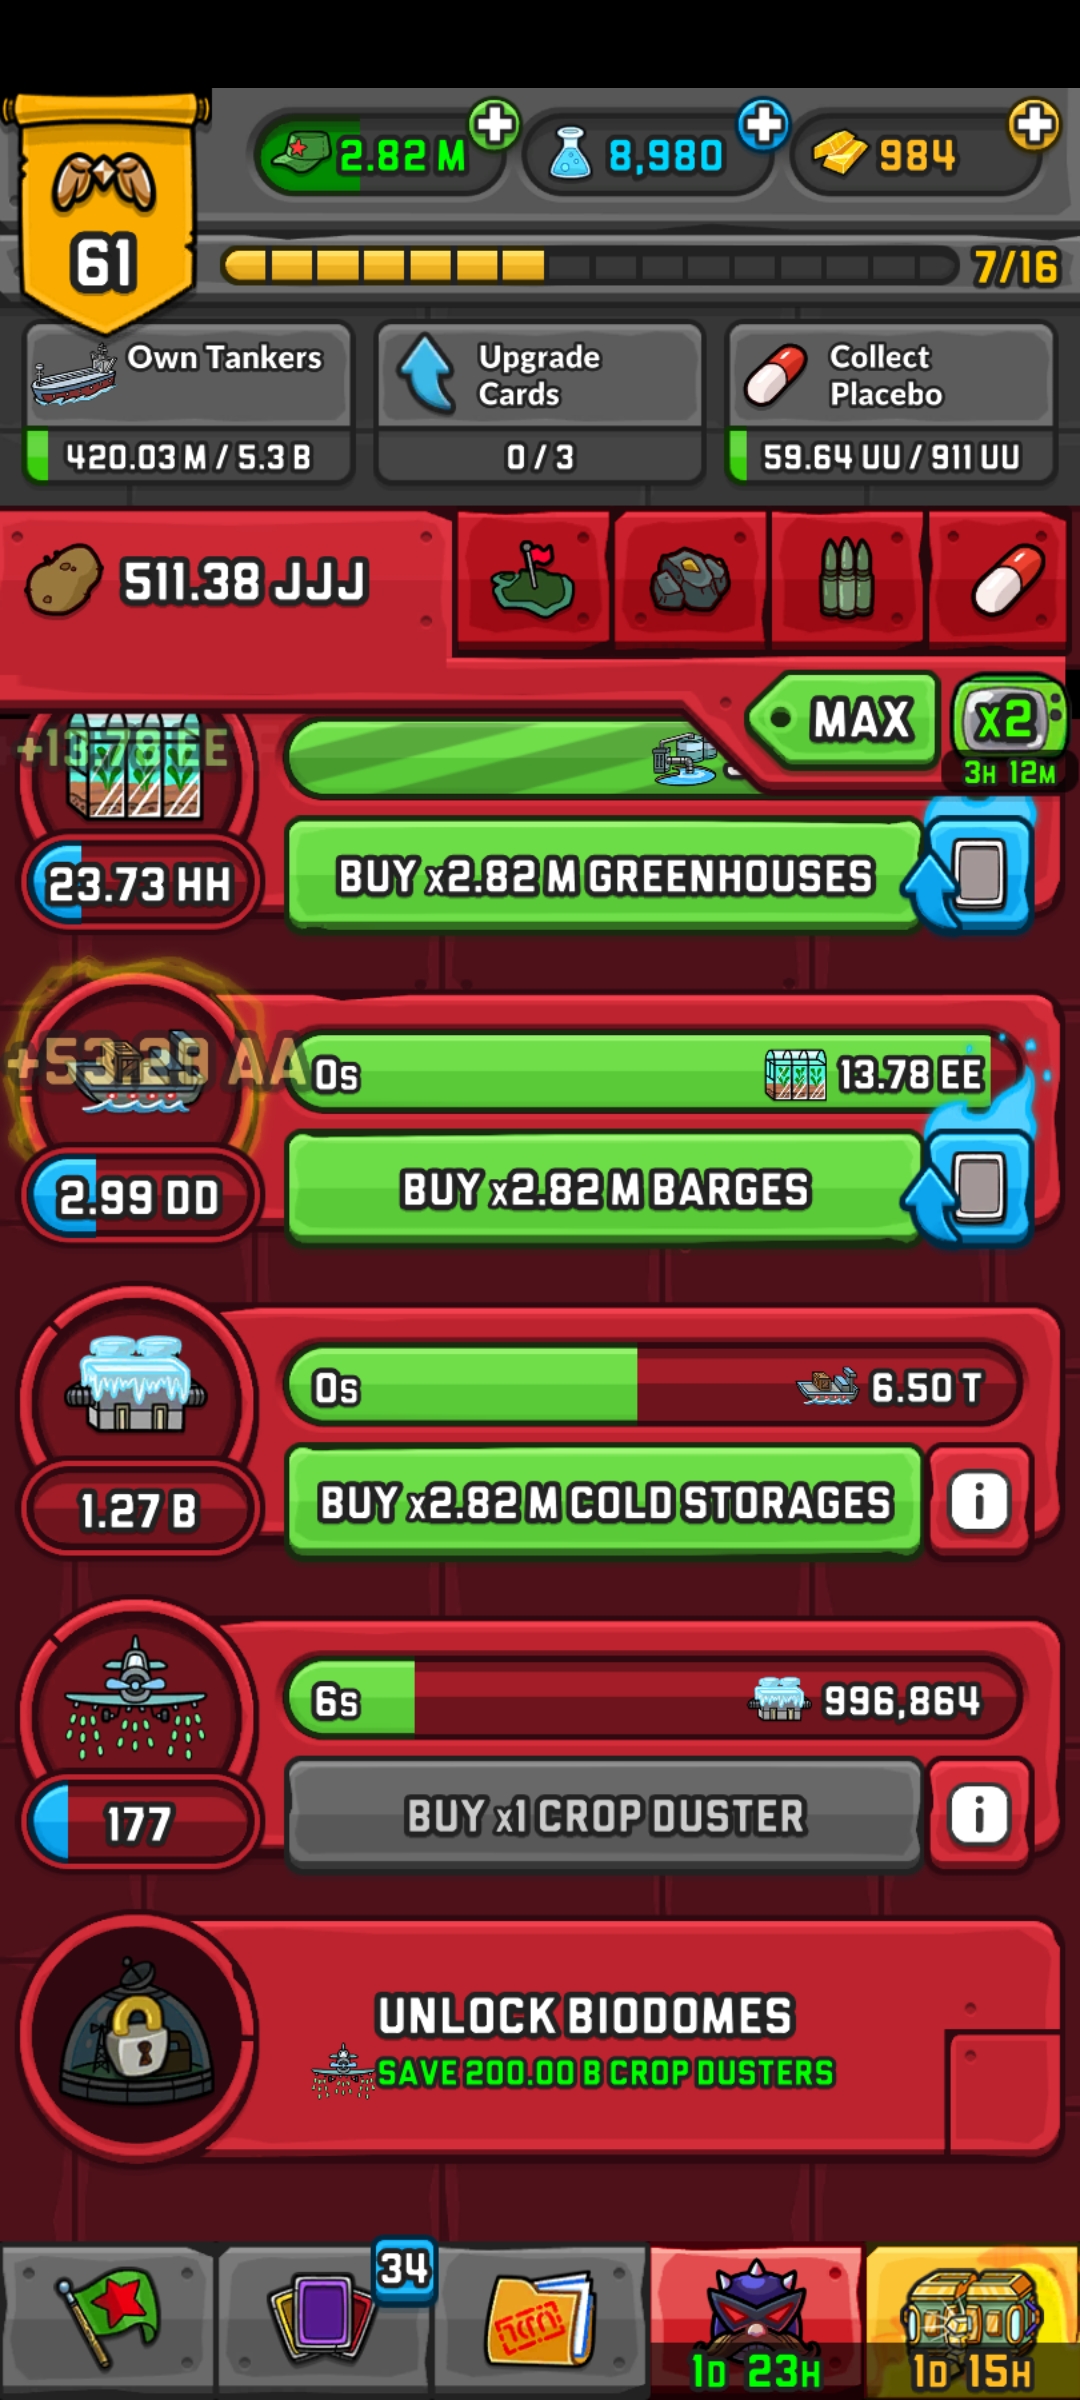 2.82 M
8,980
984
61
7/16
Own Tankers
420.03 M / 5.3 B
Upgrade
Cards
0 / 3
Collect
Placebo
59.64 UU / 911 UU
511.38 JJJ
MAX
x2
3H 12M
+13.78 EE
23.73 HH
BUY x2.82 M GREENHOUSES
+53.28 AA
0s
13.78 EE
2.99 DD
BUY x2.82 M BARGES
0s
6.50 T
1.27 B
BUY x2.82 M COLD STORAGES
i
6s
996,864
177
BUY x1 CROP DUSTER
i
UNLOCK BIODOMES
SAVE 200.00 B CROP DUSTERS
34
1D 23H
1D 15H